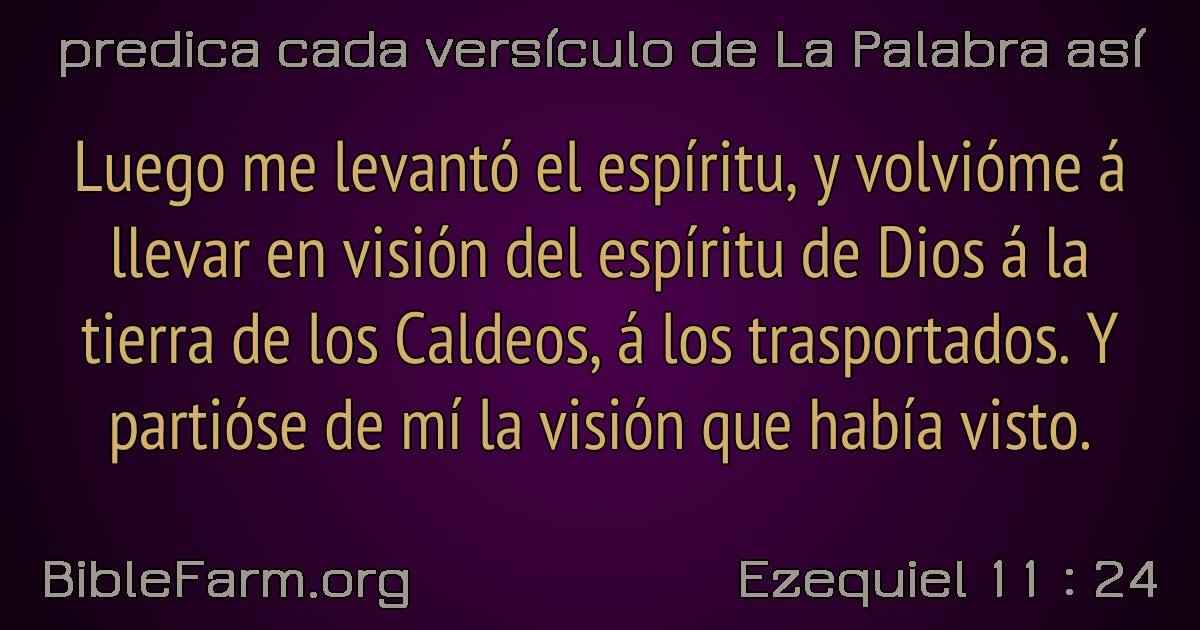 predica cada versículo de La Palabra así
Luego me levantó el espíritu, y volvióme á
llevar en visión del espíritu de Dios á la
tierra de los Caldeos, á los trasportados. Y
partióse de mí la visión que había visto.
BibleFarm.org
Ezequiel 11 : 24